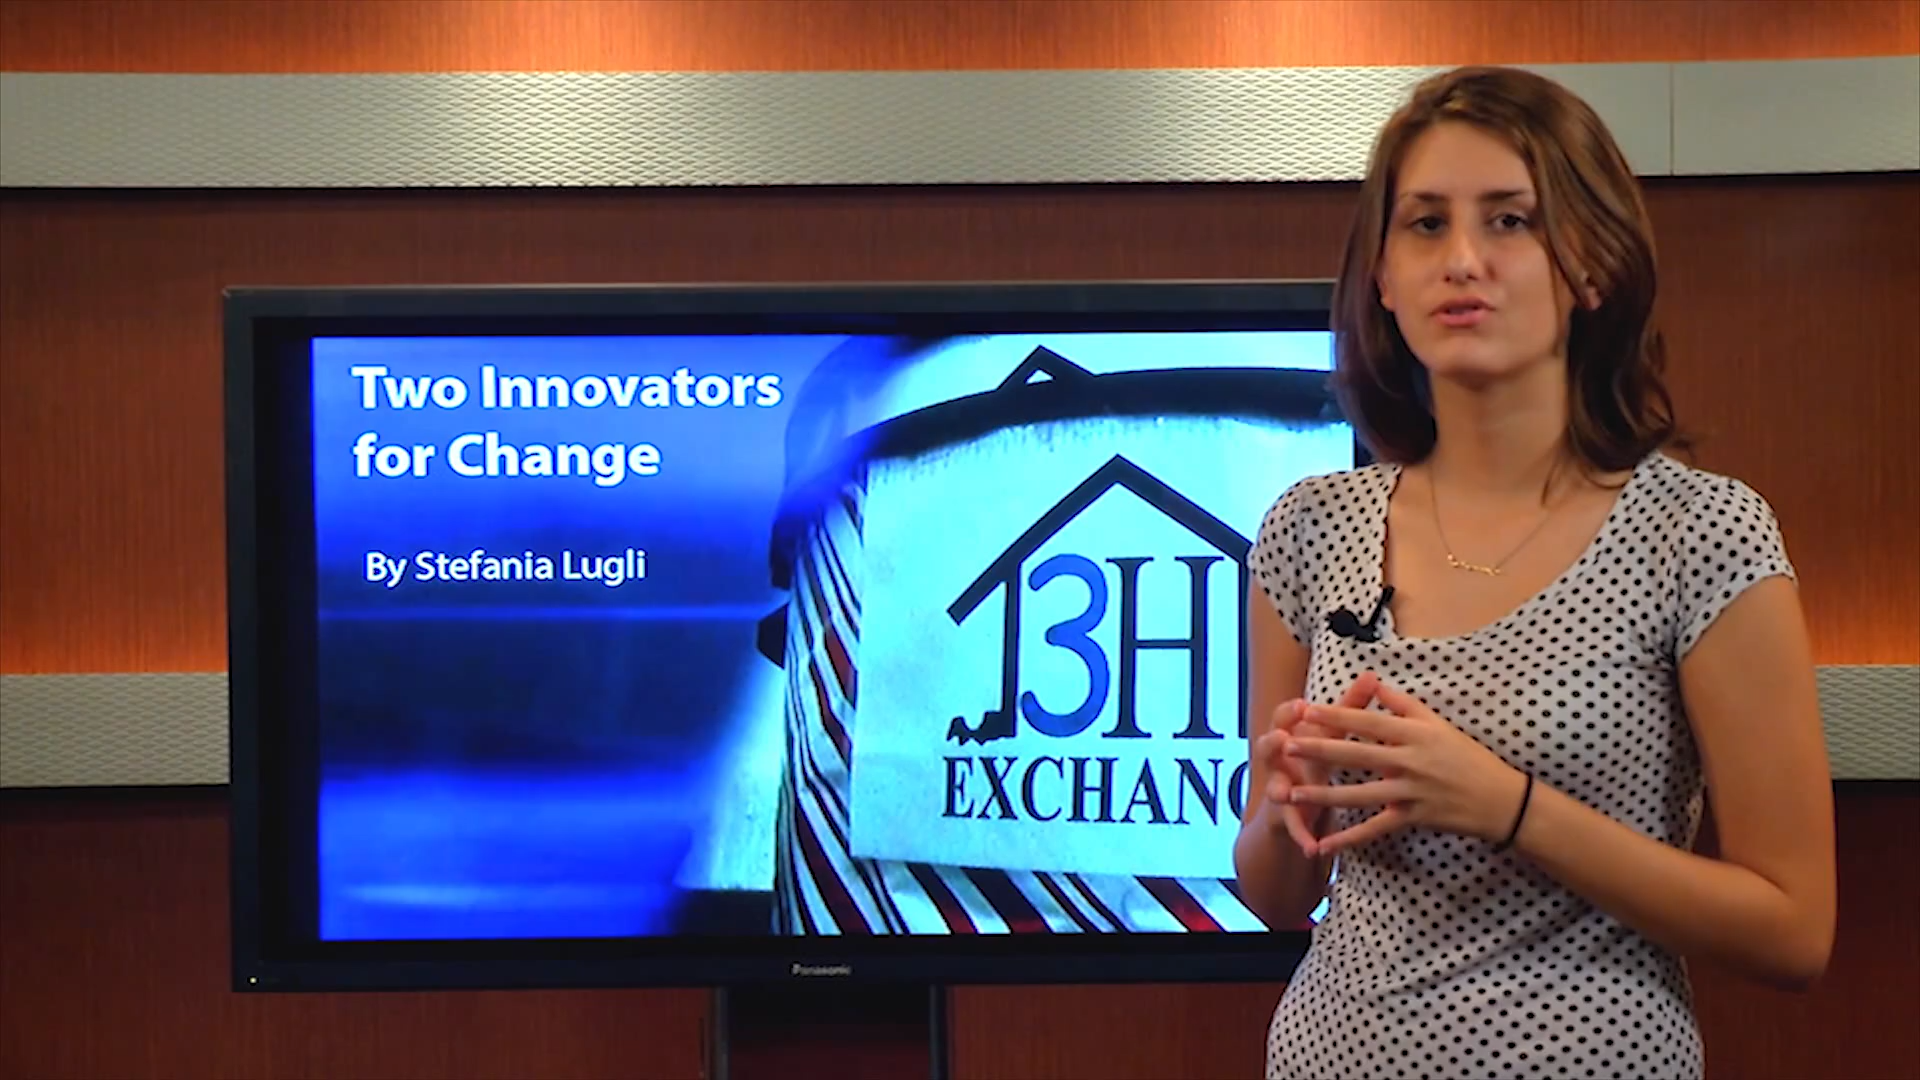 Two Innovators
for Change
By Stefania Lugli
3H
EXCHANG
Panasonic